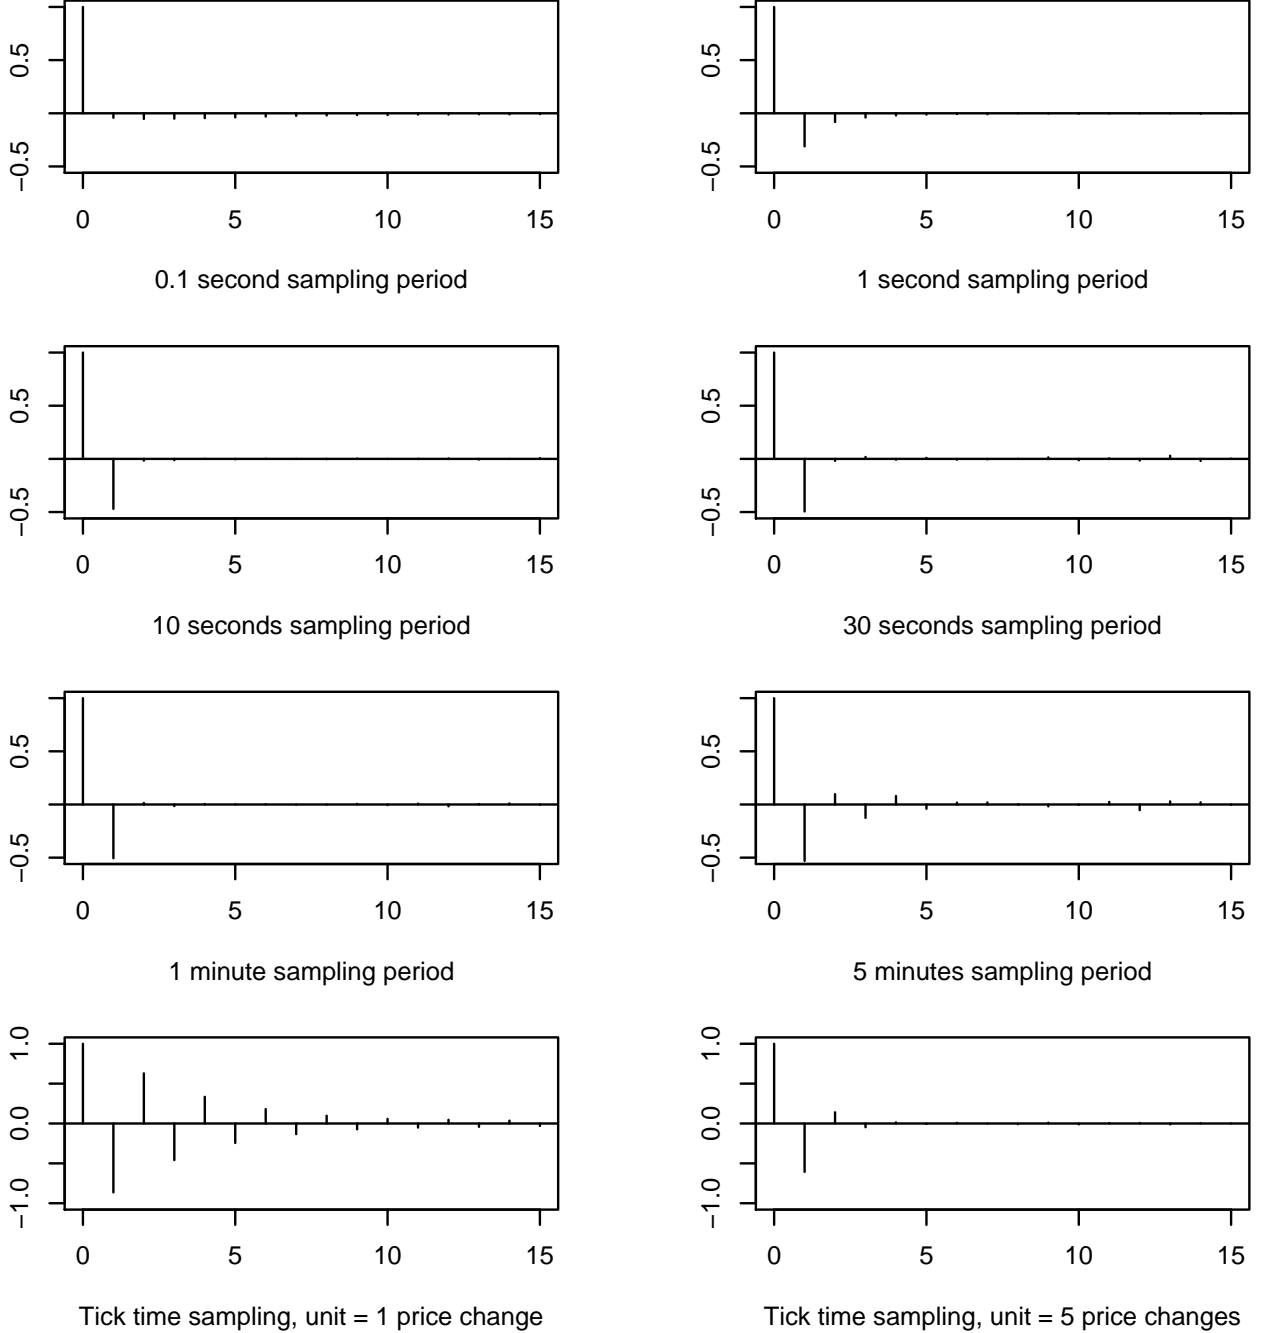 0.5
−0.5
0 5 10 15
0.1 second sampling period
0.5
−0.5
0 5 10 15
1 second sampling period
0.5
−0.5
0 5 10 15
10 seconds sampling period
0.5
−0.5
0 5 10 15
30 seconds sampling period
0.5
−0.5
0 5 10 15
1 minute sampling period
0.5
−0.5
0 5 10 15
5 minutes sampling period
1.0
0.0
−1.0
0 5 10 15
Tick time sampling, unit = 1 price change
1.0
0.0
−1.0
0 5 10 15
Tick time sampling, unit = 5 price changes